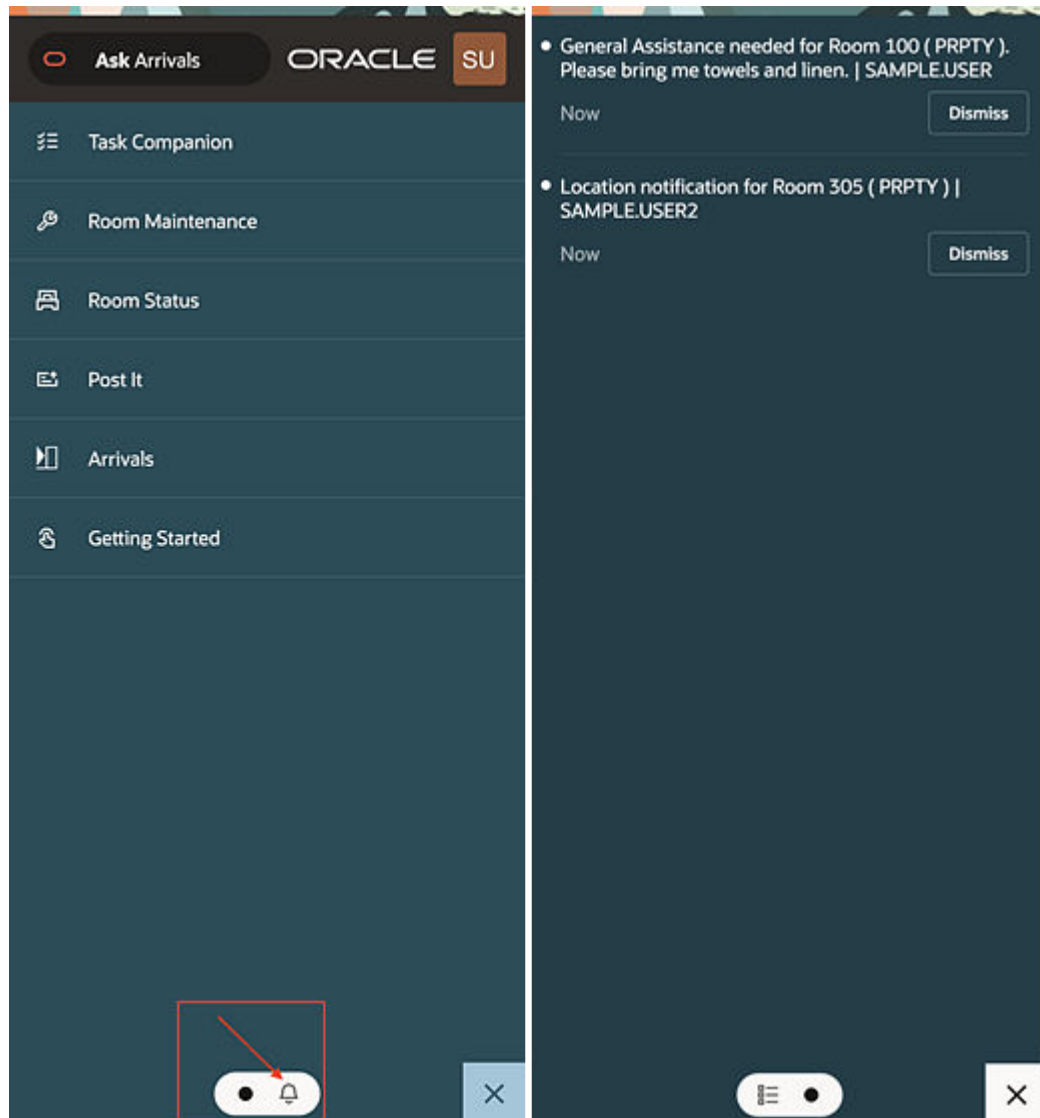 Ask Arrivals
ORACLE
SU
Task Companion
Room Maintenance
Room Status
Post It
Arrivals
Getting Started
General Assistance needed for Room 100 ( PRPTY ).
Please bring me towels and linen. | SAMPLE.USER
Now
Dismiss
Location notification for Room 305 ( PRPTY ) |
SAMPLE.USER2
Now
Dismiss